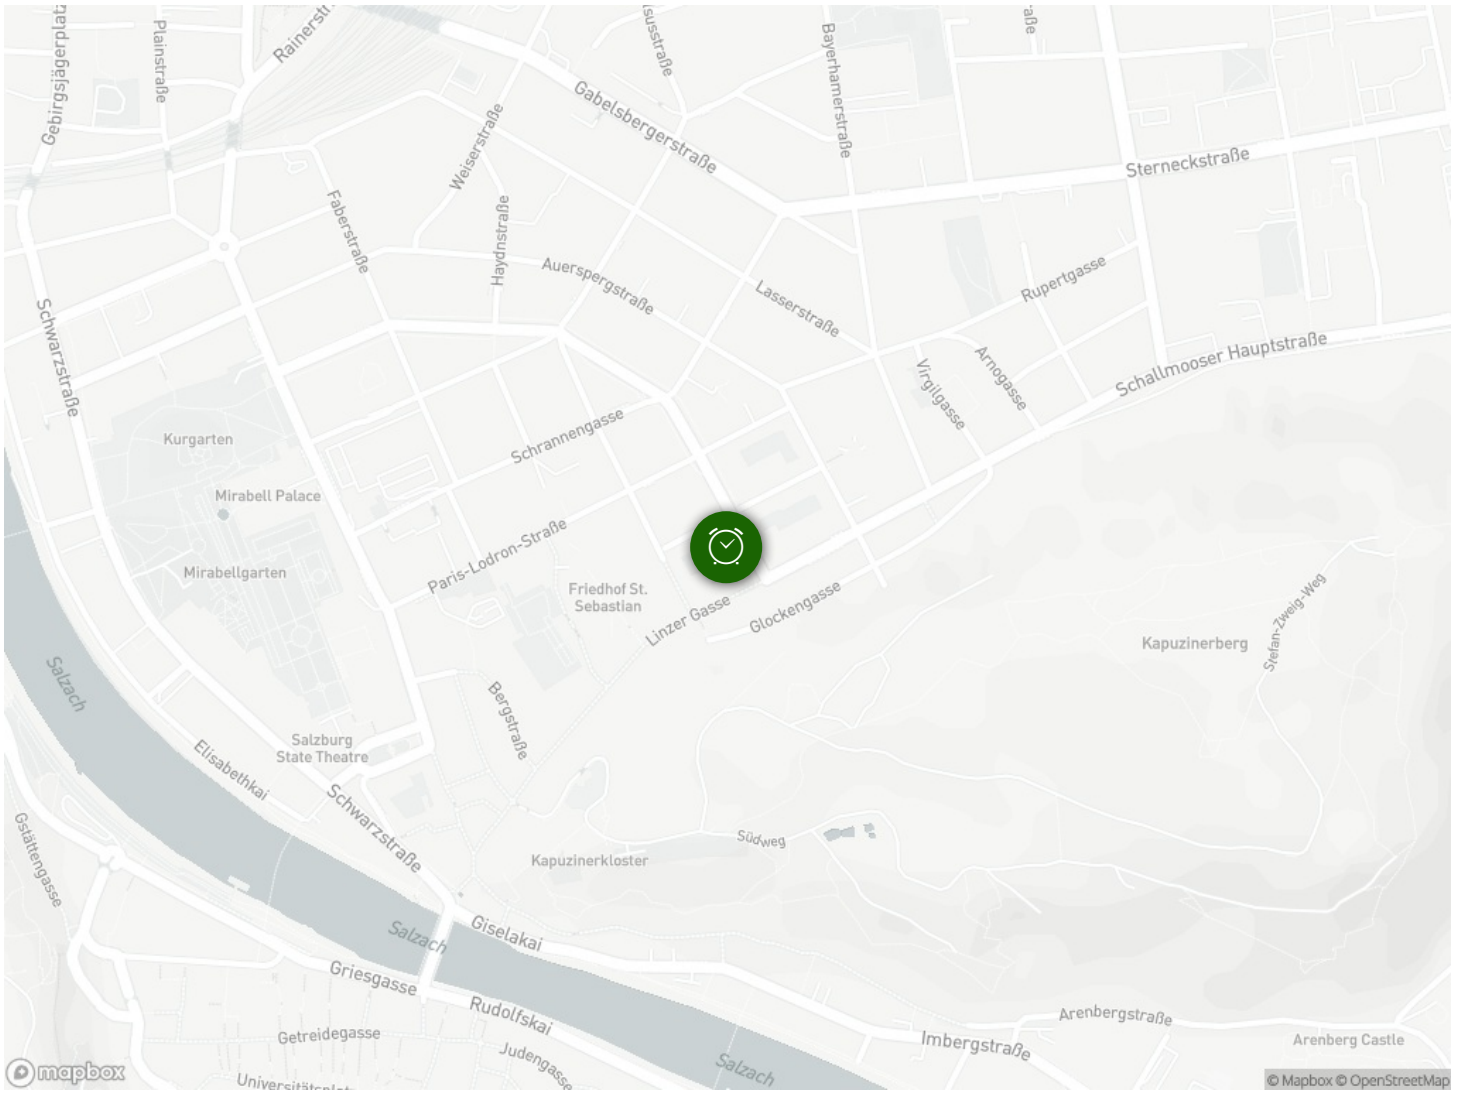 Gebirgsjägerplatz
Plainstraße
Rainerstr
Bayerhamerstraße
Gabelsbergerstraße
Weiserstraße
Sterneckstraße
Faberstraße
Haydnstraße
Auerspergstraße
Lasserstraße
Rupertgasse
Schwarzstraße
Virgilgasse
Arnogasse
Schallmooser Hauptstraße
Kurgarten
Schrannengasse
Mirabell Palace
Mirabellgarten
Paris-Lodron-Straße
Friedhof St.
Sebastian
Linzer Gasse
Glockengasse
Kapuzinerberg
Stefan-Zweig-Weg
Salzach
Bergstraße
Salzburg
State Theatre
Elisabethkai
Schwarzstraße
Gstättengasse
Südweg
Kapuzinerkloster
Salzach
Giselakai
Griesgasse
Rudolfskai
Getreidegasse
Judengasse
Imbergstraße
Arenbergstraße
Arenberg Castle
Salzach
Universitätspl
mapbox
© Mapbox © OpenStreetMap